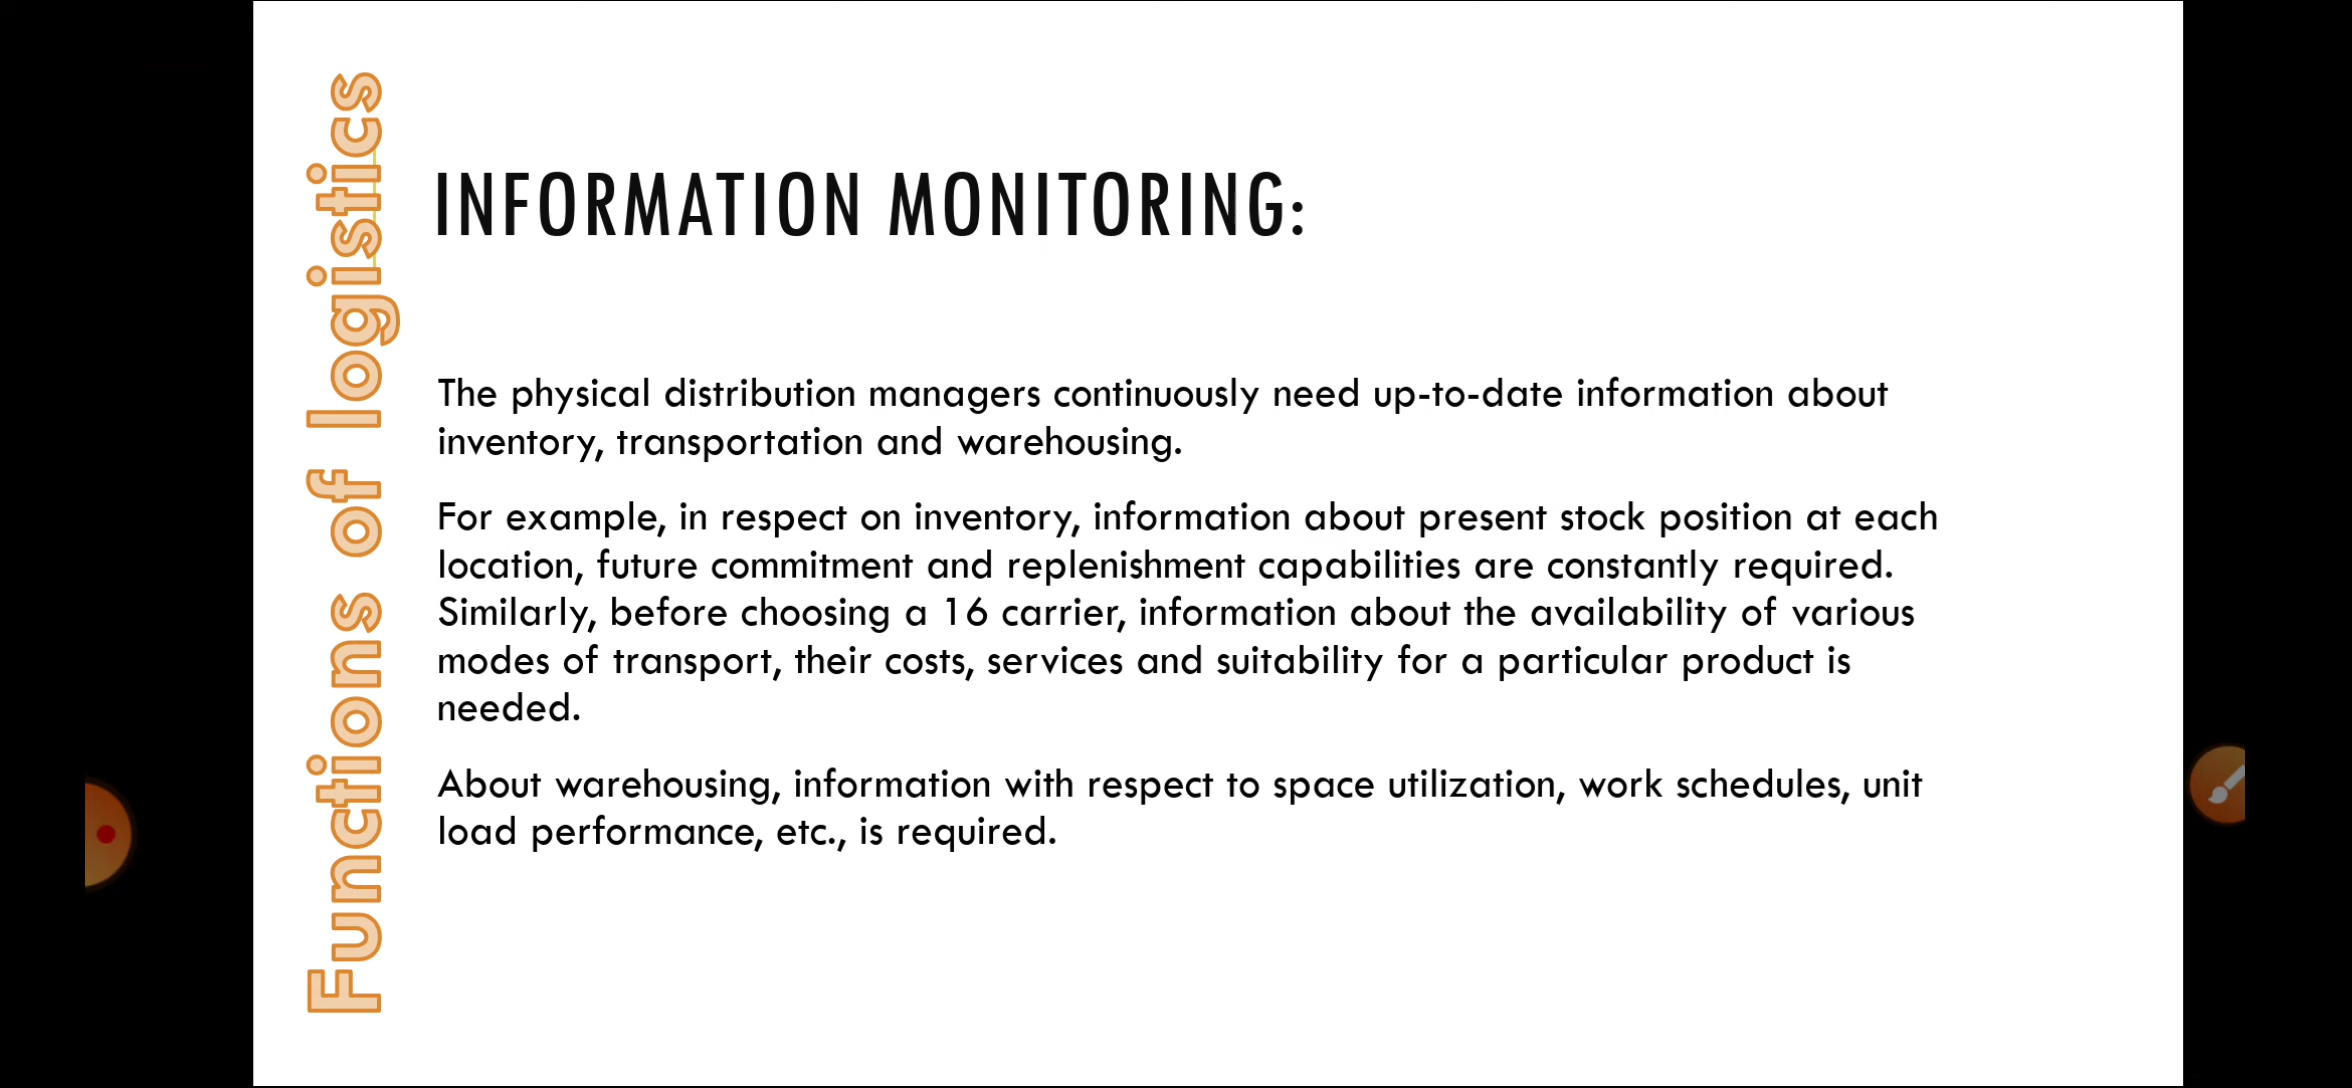 Functions of logistics
INFORMATION MONITORING:
The physical distribution managers continuously need up-to-date information about
inventory, transportation and warehousing.
For example, in respect on inventory, information about present stock position at each
location, future commitment and replenishment capabilities are constantly required.
Similarly, before choosing a 16 carrier, information about the availability of various
modes of transport, their costs, services and suitability for a particular product is
needed.
About warehousing, information with respect to space utilization, work schedules, unit
load performance, etc., is required.